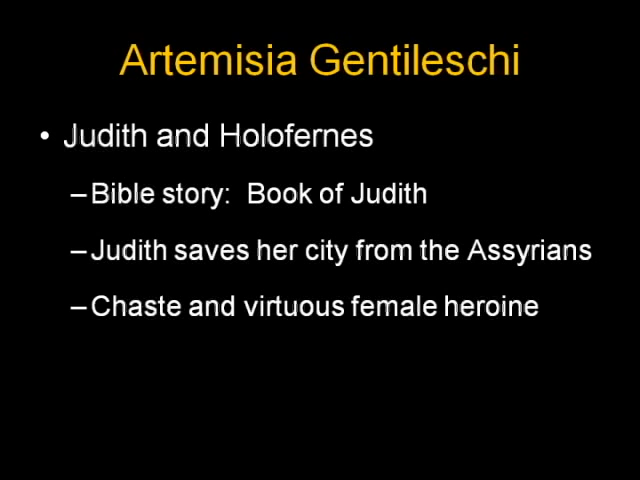 Artemisia Gentileschi
• Judith and Holofernes
– Bible story:  Book of Judith
– Judith saves her city from the Assyrians
– Chaste and virtuous female heroine